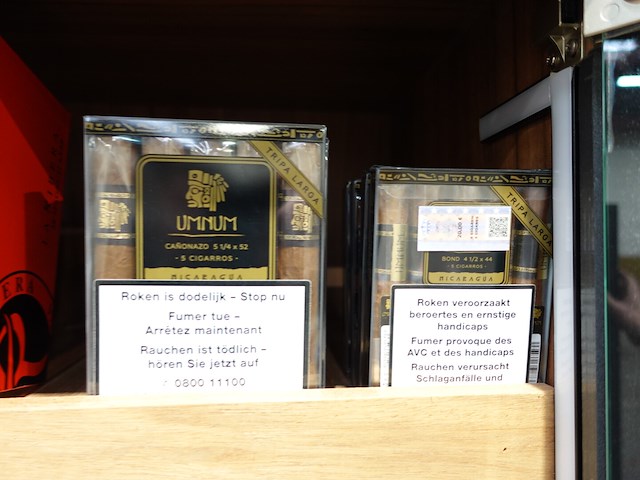 TRIPA LARGA
UMNUM
CAÑONAZO 5 1/4 x 52
- 5 CIGARROS -
NICARAGUA
Roken is dodelijk – Stop nu
Fumer tue –
Arrêtez maintenant
Rauchen ist tödlich –
hören Sie jetzt auf
: 0800 11100
TRIPA LARGA
BOND 4 1/2 x 44
- 5 CIGARROS -
NICARAGUA
Roken veroorzaakt
beroertes en ernstige
handicaps
Fumer provoque des
AVC et des handicaps
Rauchen verursacht
Schlaganfälle und